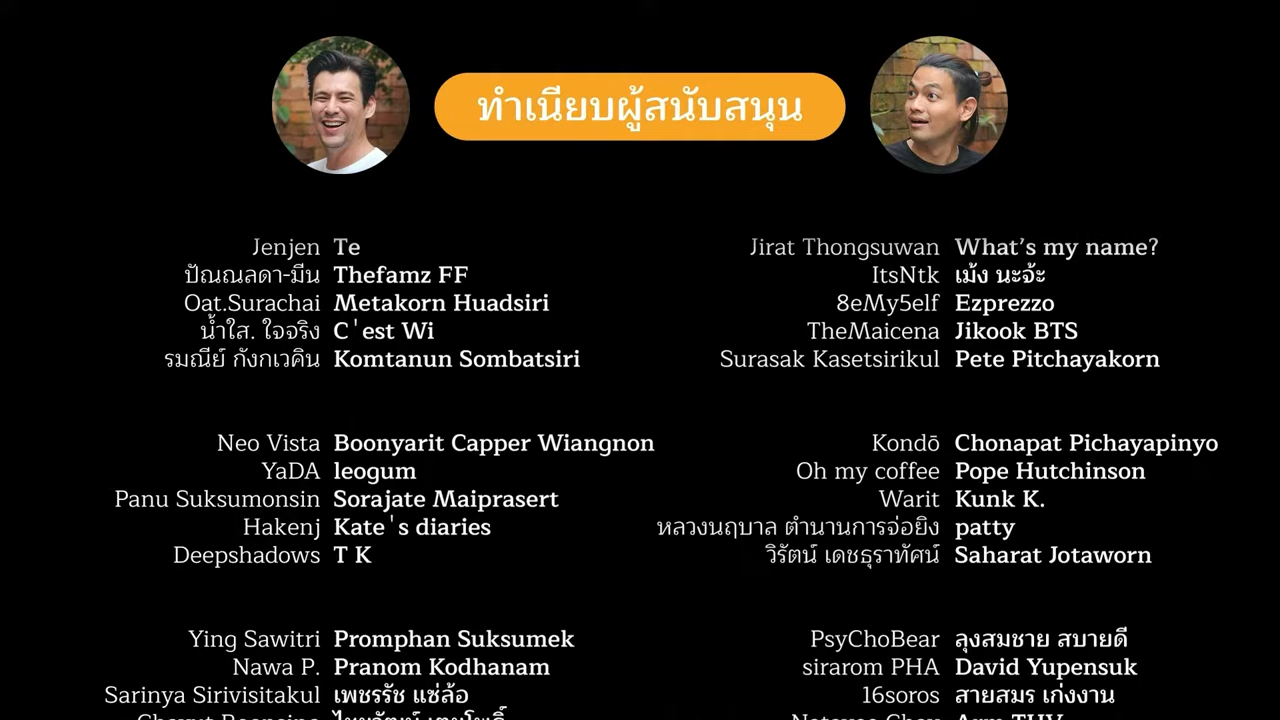 ทำเนียบผู้สนับสนุน
Jenjen Te
ปัณณลดา-มีน Thefamz FF
Oat.Surachai Metakorn Huadsiri
น้ำใส. ใจจริง C'est Wi
รมณีย์ กังกเวคิน Komtanun Sombatsiri
Jirat Thongsuwan What's my name?
ItsNtk เม้ง นะจ้ะ
8eMy5elf Ezprezzo
TheMaicena Jikook BTS
Surasak Kasetsirikul Pete Pitchayakorn
Neo Vista Boonyarit Capper Wiangnon
YaDA leogum
Panu Suksumonsin Sorajate Maiprasert
Hakenj Kate's diaries
Deepshadows T K
Kondō Chonapat Pichayapinyo
Oh my coffee Pope Hutchinson
Warit Kunk K.
หลวงนฤบาล ตำนานการจ่อยิง patty
วิรัตน์ เดชธุราทัศน์ Saharat Jotaworn
Ying Sawitri Promphan Suksumek
Nawa P. Pranom Kodhanam
Sarinya Sirivisitakul เพชรรัช แซ่ล้อ
PsyChoBear ลุงสมชาย สบายดี
sirarom PHA David Yupensuk
16soros สายสมร เก่งงาน